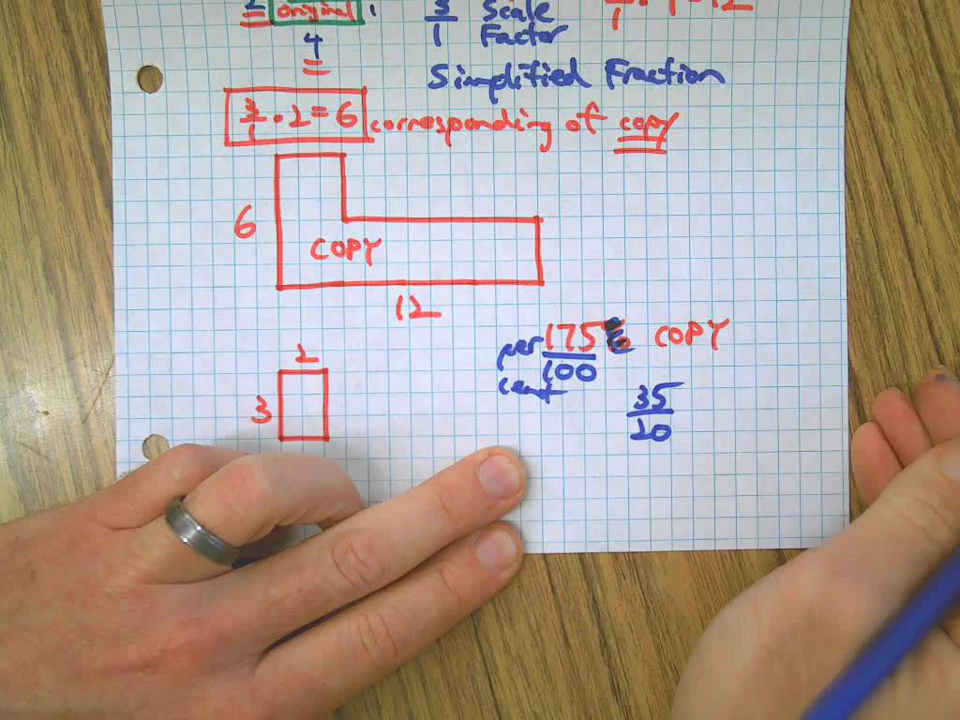 Original 1
4
3/1 Scale Factor
Simplified Fraction
3/1 · 2 = 6 corresponding of copy
6
COPY
12
2
3
per cent 175/100 COPY
35/20